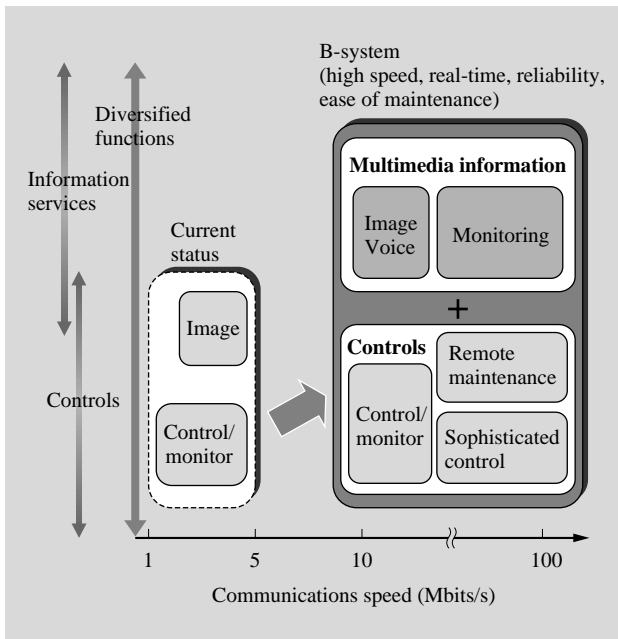 B-system
(high speed, real-time, reliability,
ease of maintenance)
Diversified
functions
Information
services
Current
status
Multimedia information
Image
Voice
Monitoring
+
Image
Controls
Remote
maintenance
Controls
Control/
monitor
Control/
monitor
Sophisticated
control
1
5
10
100
Communications speed (Mbits/s)